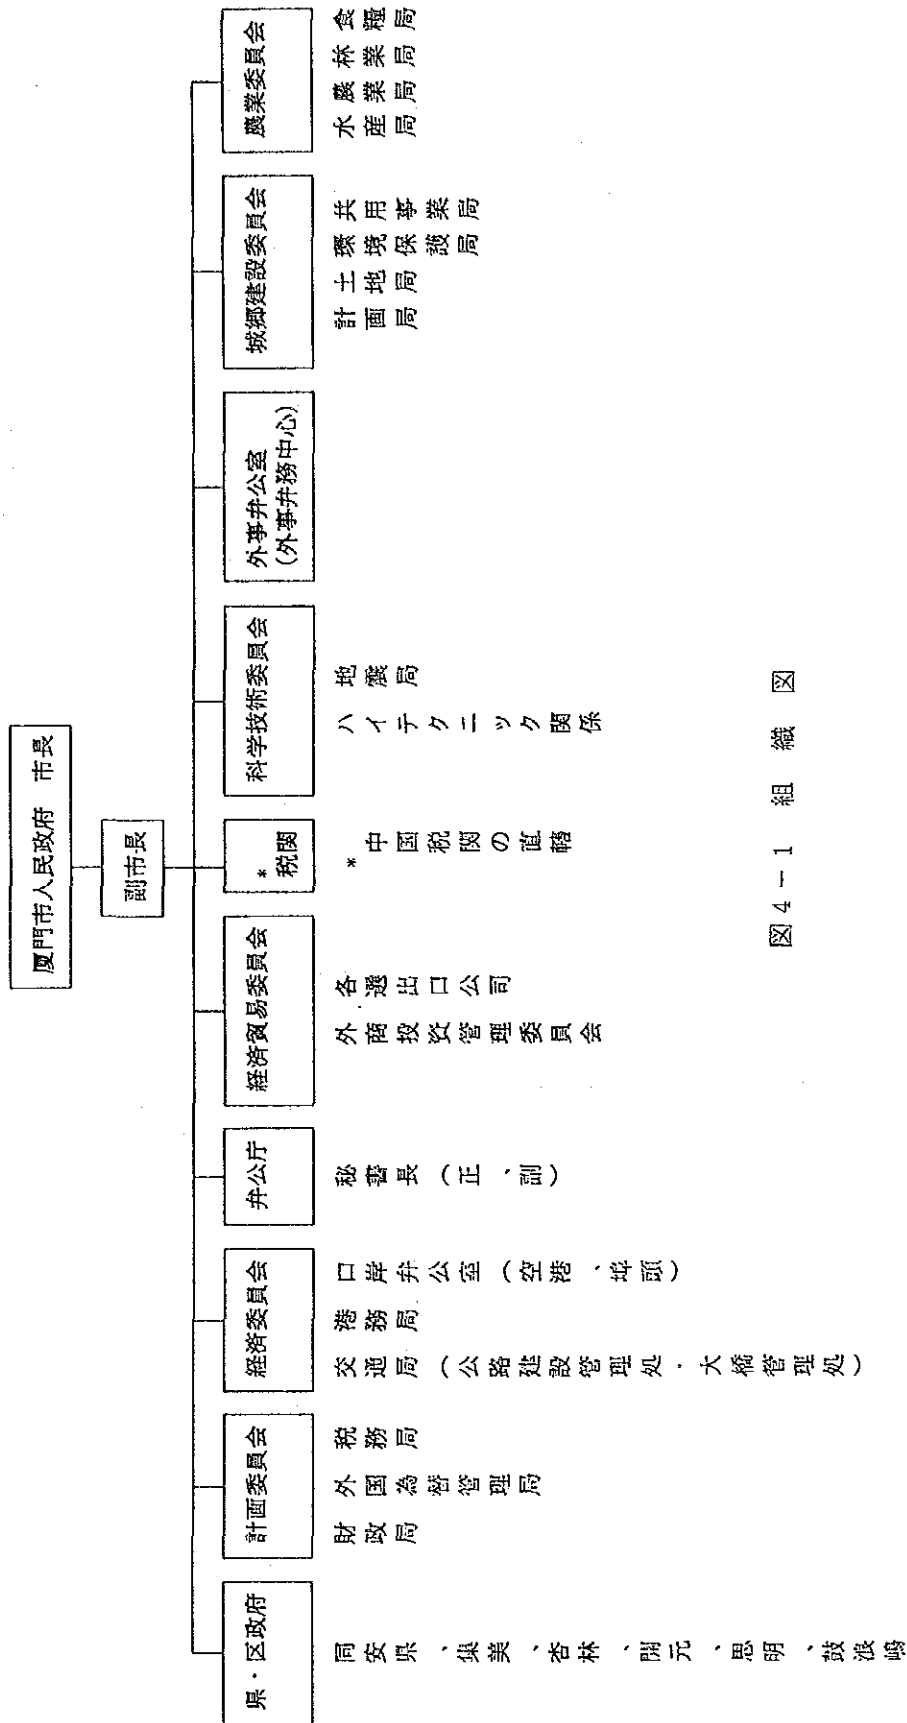 厦門市人民政府 市長
副市長
県・区政府
同安県、集美、杏林、開元、思明、鼓浪嶼
計画委員会
税務局
外国為替管理局
財政局
経済委員会
口岸弁公室(空港、埠頭)
港務局
交通局(公路建設管理処・大橋管理処)
弁公庁
秘書長(正、副)
経済貿易委員会
各選出口公司
外商投資管理委員会
*
税関
*中国税関の直轄
科学技術委員会
地震局
ハイテクニック関係
外事弁公室
(外事弁務中心)
城郷建設委員会
共用事業局
環境保護局
土地局
計画局
農業委員会
食糧局
林業局
農業局
水産局
図4-1 組織図